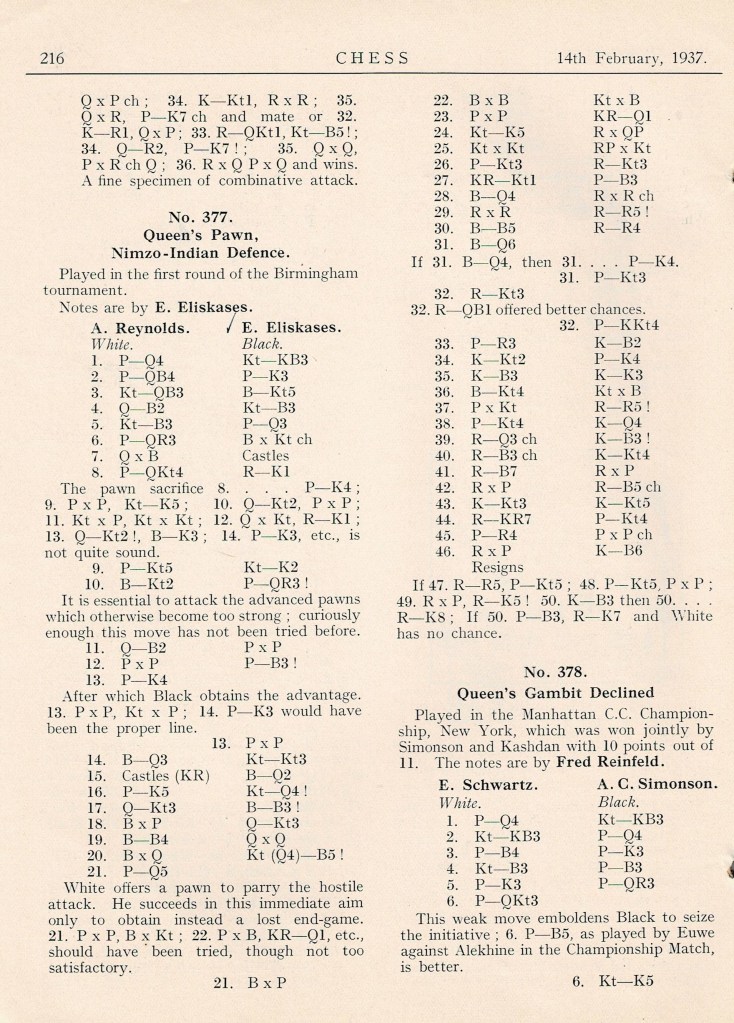 216
CHESS
14th February, 1937.
Q x P ch ; 34. K—Kt1, R x R ; 35.
Q x R, P—K7 ch and mate or 32.
K—R1, Q x P ; 33. R—QKt1, Kt—B5! ;
34. Q—R2, P—K7 ! ; 35. Q x Q,
P x R ch Q ; 36. R x Q P x Q and wins.
A fine specimen of combinative attack.
No. 377.
Queen's Pawn,
Nimzo-Indian Defence.
Played in the first round of the Birmingham
tournament.
Notes are by E. Eliskases.
A. Reynolds. E. Eliskases.
White. Black.
1. P—Q4 Kt—KB3
2. P—QB4 P—K3
3. Kt—QB3 B—Kt5
4. Q—B2 Kt—B3
5. Kt—B3 P—Q3
6. P—QR3 B x Kt ch
7. Q x B Castles
8. P—QKt4 R—K1
The pawn sacrifice 8. . . . P—K4 ;
9. P x P, Kt—K5 ; 10. Q—Kt2, P x P ;
11. Kt x P, Kt x Kt ; 12. Q x Kt, R—K1 ;
13. Q—Kt2 !, B—K3 ; 14. P—K3, etc., is
not quite sound.
9. P—Kt5 Kt—K2
10. B—Kt2 P—QR3 !
It is essential to attack the advanced pawns
which otherwise become too strong ; curiously
enough this move has not been tried before.
11. Q—B2 P x P
12. P x P P—B3 !
13. P—K4
After which Black obtains the advantage.
13. P x P, Kt x P ; 14. P—K3 would have
been the proper line.
13. P x P
14. B—Q3 Kt—Kt3
15. Castles (KR) B—Q2
16. P—K5 Kt—Q4 !
17. Q—Kt3 B—B3 !
18. B x P Q—Kt3
19. B—B4 Q x Q
20. B x Q Kt (Q4)—B5 !
21. P—Q5
White offers a pawn to parry the hostile
attack. He succeeds in this immediate aim
only to obtain instead a lost end-game.
21. P x P, B x Kt ; 22. P x B, KR—Q1, etc.,
should have been tried, though not too
satisfactory.
21. B x P
22. B x B Kt x B
23. P x P KR—Q1
24. Kt—K5 R x QP
25. Kt x Kt RP x Kt
26. P—Kt3 R—Kt3
27. KR—Kt1 P—B3
28. B—Q4 R x R ch
29. R x R R—R5 !
30. B—B5 R—R4
31. B—Q6
If 31. B—Q4, then 31. . . . P—K4.
31. P—Kt3
32. R—Kt3
32. R—QB1 offered better chances.
32. P—KKt4
33. P—R3 K—B2
34. K—Kt2 P—K4
35. K—B3 K—K3
36. B—Kt4 Kt x B
37. P x Kt R—R5 !
38. P—Kt4 K—Q4
39. R—Q3 ch K—B3 !
40. R—B3 ch K—Kt4
41. R—B7 R x P
42. R x P R—B5 ch
43. K—Kt3 K—Kt5
44. R—KR7 P—Kt4
45. P—R4 P x P ch
46. R x P K—B6
Resigns
If 47. R—R5, P—Kt5 ; 48. P—Kt5, P x P ;
49. R x P, R—K5 ! 50. K—B3 then 50. . . .
R—K8 ; If 50. P—B3, R—K7 and White
has no chance.
No. 378.
Queen's Gambit Declined
Played in the Manhattan C.C. Champion-
ship, New York, which was won jointly by
Simonson and Kashdan with 10 points out of
11. The notes are by Fred Reinfeld.
E. Schwartz. A. C. Simonson.
White. Black.
1. P—Q4 Kt—KB3
2. Kt—KB3 P—Q4
3. P—B4 P—K3
4. Kt—B3 P—B3
5. P—K3 P—QR3
6. P—QKt3
This weak move emboldens Black to seize
the initiative ; 6. P—B5, as played by Euwe
against Alekhine in the Championship Match,
is better.
6. Kt—K5